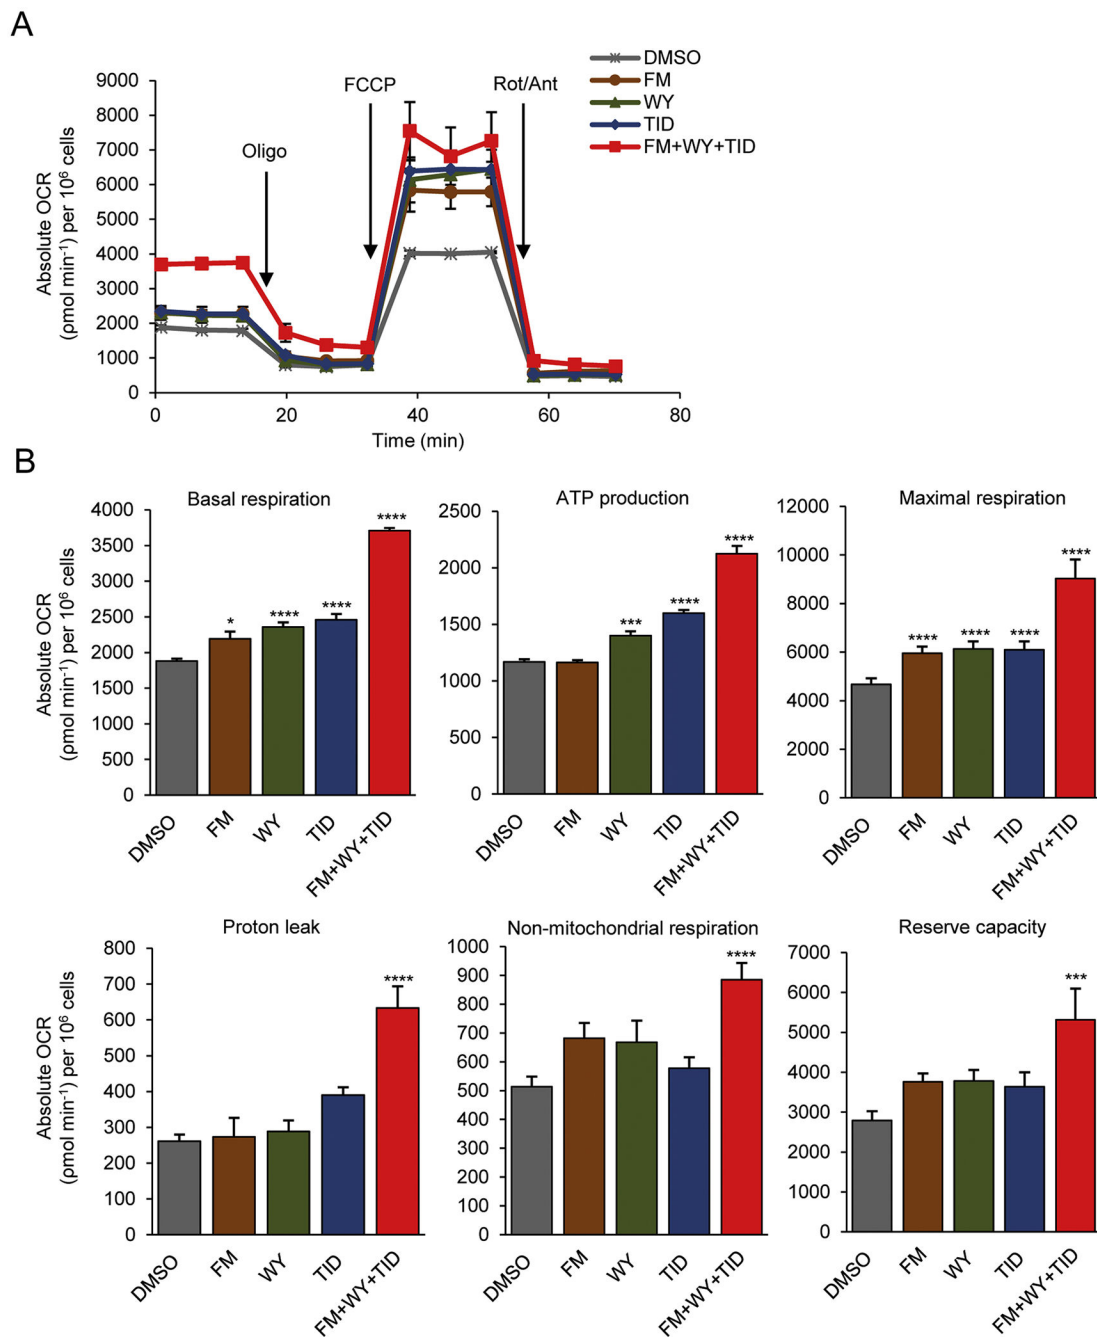 A
DMSO
FM
WY
TID
FM+WY+TID
Oligo
FCCP
Rot/Ant
Absolute OCR
(ρmol min⁻¹) per 10⁶ cells
9000
8000
7000
6000
5000
4000
3000
2000
1000
0
0 20 40 60 80
Time (min)
B
Basal respiration
Absolute OCR
(ρmol min⁻¹) per 10⁶ cells
4000
3500
3000
2500
2000
1500
1000
500
0
* **** **** ****
DMSO FM WY TID FM+WY+TID
ATP production
2500
2000
1500
1000
500
0
*** **** ****
DMSO FM WY TID FM+WY+TID
Maximal respiration
12000
10000
8000
6000
4000
2000
0
**** **** **** ****
DMSO FM WY TID FM+WY+TID
Proton leak
Absolute OCR
(ρmol min⁻¹) per 10⁶ cells
800
700
600
500
400
300
200
100
0
****
DMSO FM WY TID FM+WY+TID
Non-mitochondrial respiration
1000
900
800
700
600
500
400
300
200
100
0
****
DMSO FM WY TID FM+WY+TID
Reserve capacity
7000
6000
5000
4000
3000
2000
1000
0
***
DMSO FM WY TID FM+WY+TID